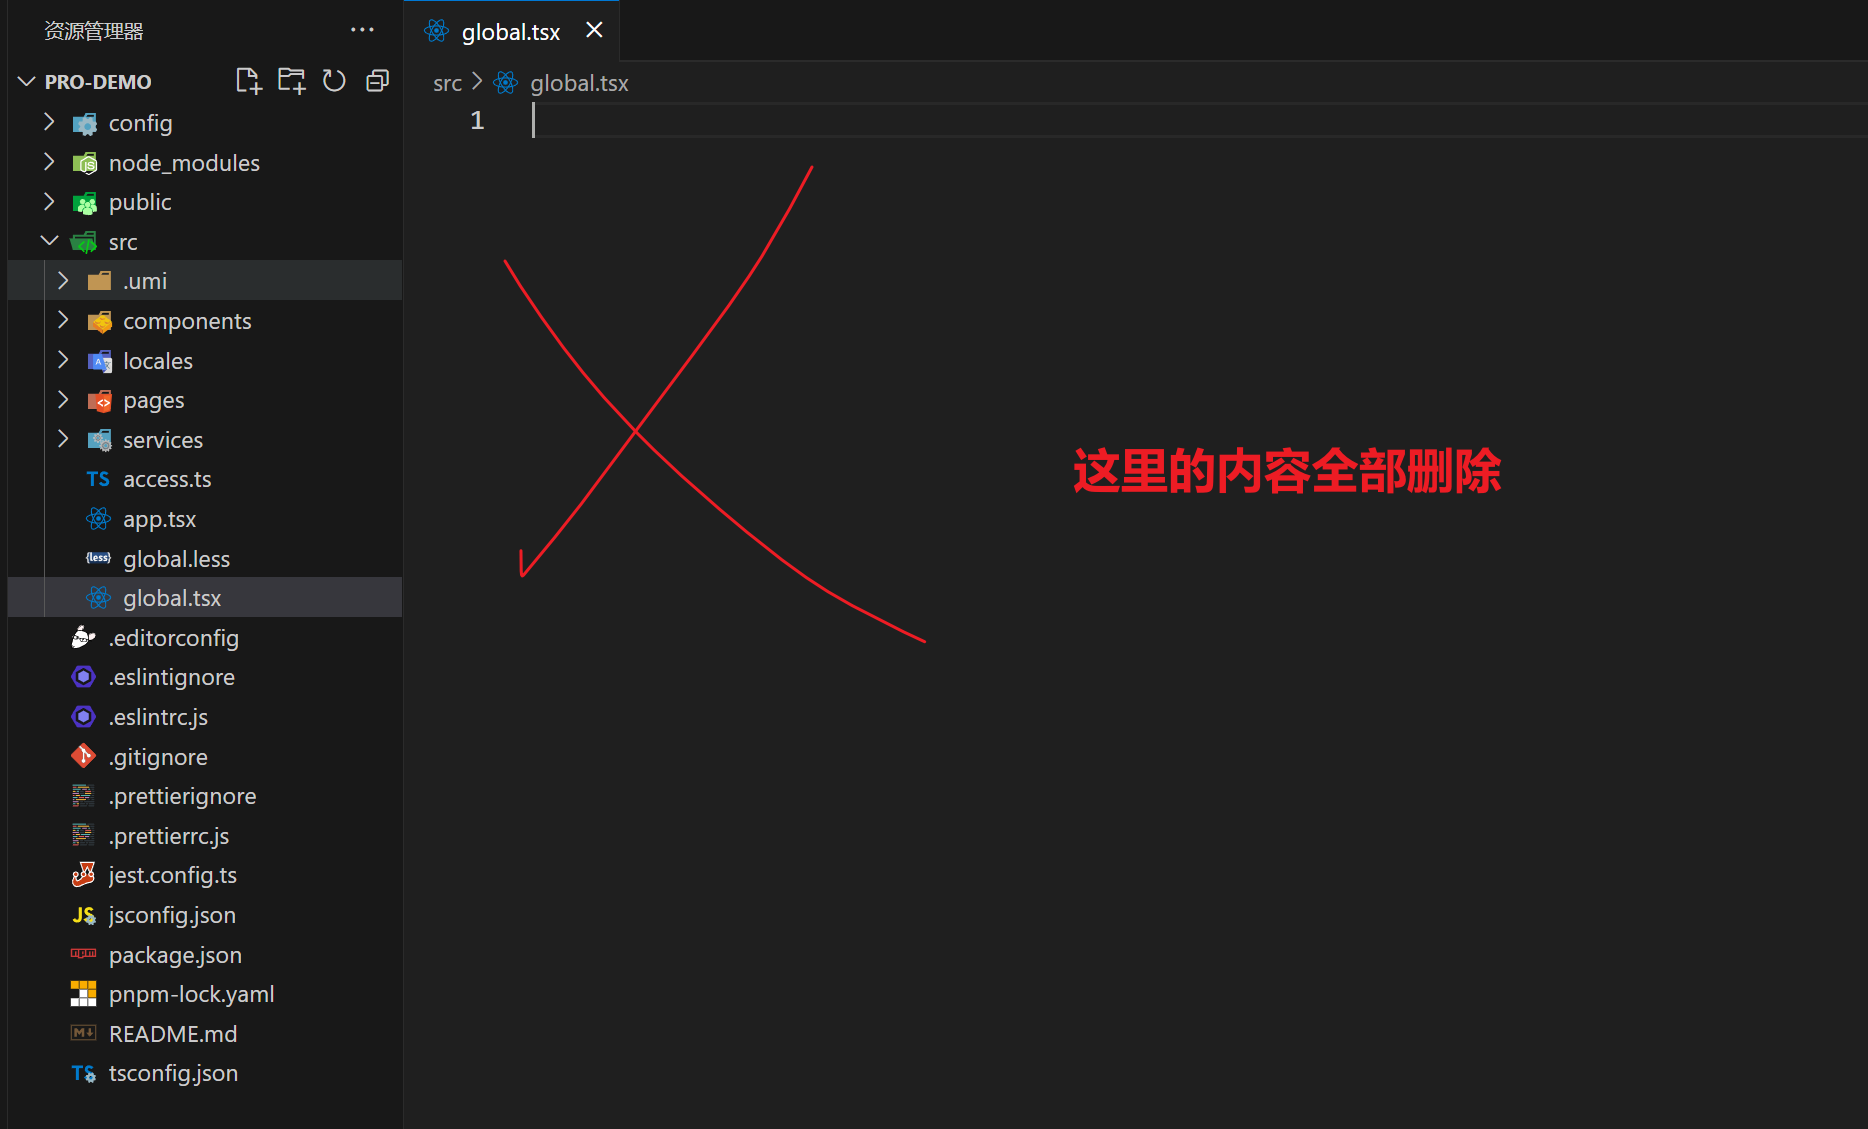 资源管理器
PRO-DEMO
config
node_modules
public
src
.umi
components
locales
pages
services
TS access.ts
app.tsx
{less} global.less
global.tsx
.editorconfig
.eslintignore
.eslintrc.js
.gitignore
.prettierignore
.prettierrc.js
jest.config.ts
JS jsconfig.json
package.json
pnpm-lock.yaml
M↓ README.md
TS tsconfig.json
global.tsx
src > global.tsx
1
这里的内容全部删除